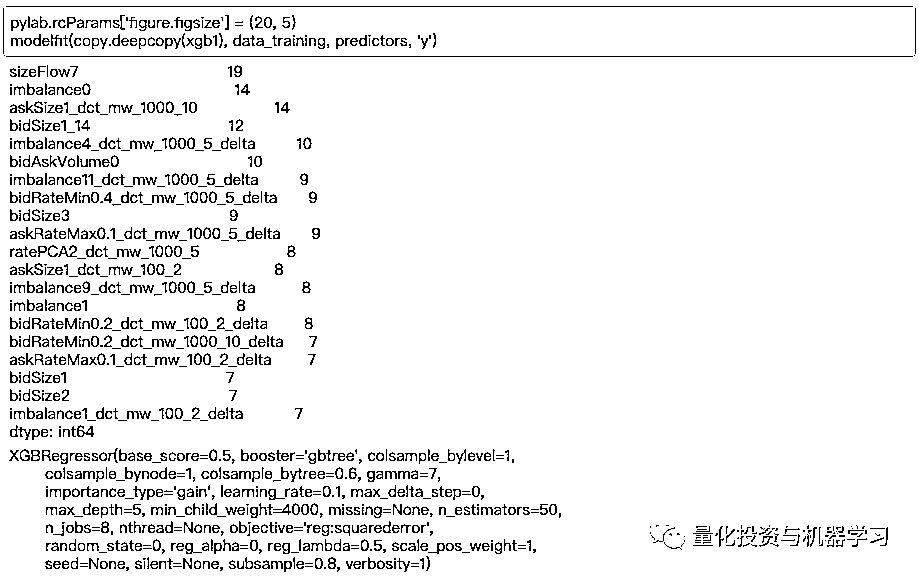 pylab.rcParams['figure.figsize'] = (20, 5)
modelfit(copy.deepcopy(xgb1), data_training, predictors, 'y')
sizeFlow7 19
imbalance0 14
askSize1_dct_mw_1000_10 14
bidSize1_14 12
imbalance4_dct_mw_1000_5_delta 10
bidAskVolume0 10
imbalance11_dct_mw_1000_5_delta 9
bidRateMin0.4_dct_mw_1000_5_delta 9
bidSize3 9
askRateMax0.1_dct_mw_1000_5_delta 9
ratePCA2_dct_mw_1000_5 8
askSize1_dct_mw_100_2 8
imbalance9_dct_mw_1000_5_delta 8
imbalance1 8
bidRateMin0.2_dct_mw_100_2_delta 8
bidRateMin0.2_dct_mw_1000_10_delta 7
askRateMax0.1_dct_mw_100_2_delta 7
bidSize1 7
bidSize2 7
imbalance1_dct_mw_100_2_delta 7
dtype: int64
XGBRegressor(base_score=0.5, booster='gbtree', colsample_bylevel=1,
colsample_bynode=1, colsample_bytree=0.6, gamma=7,
importance_type='gain', learning_rate=0.1, max_delta_step=0,
max_depth=5, min_child_weight=4000, missing=None, n_estimators=50,
n_jobs=8, nthread=None, objective='reg:squarederror',
random_state=0, reg_alpha=0, reg_lambda=0.5, scale_pos_weight=1,
seed=None, silent=None, subsample=0.8, verbosity=1)
量化投资与机器学习